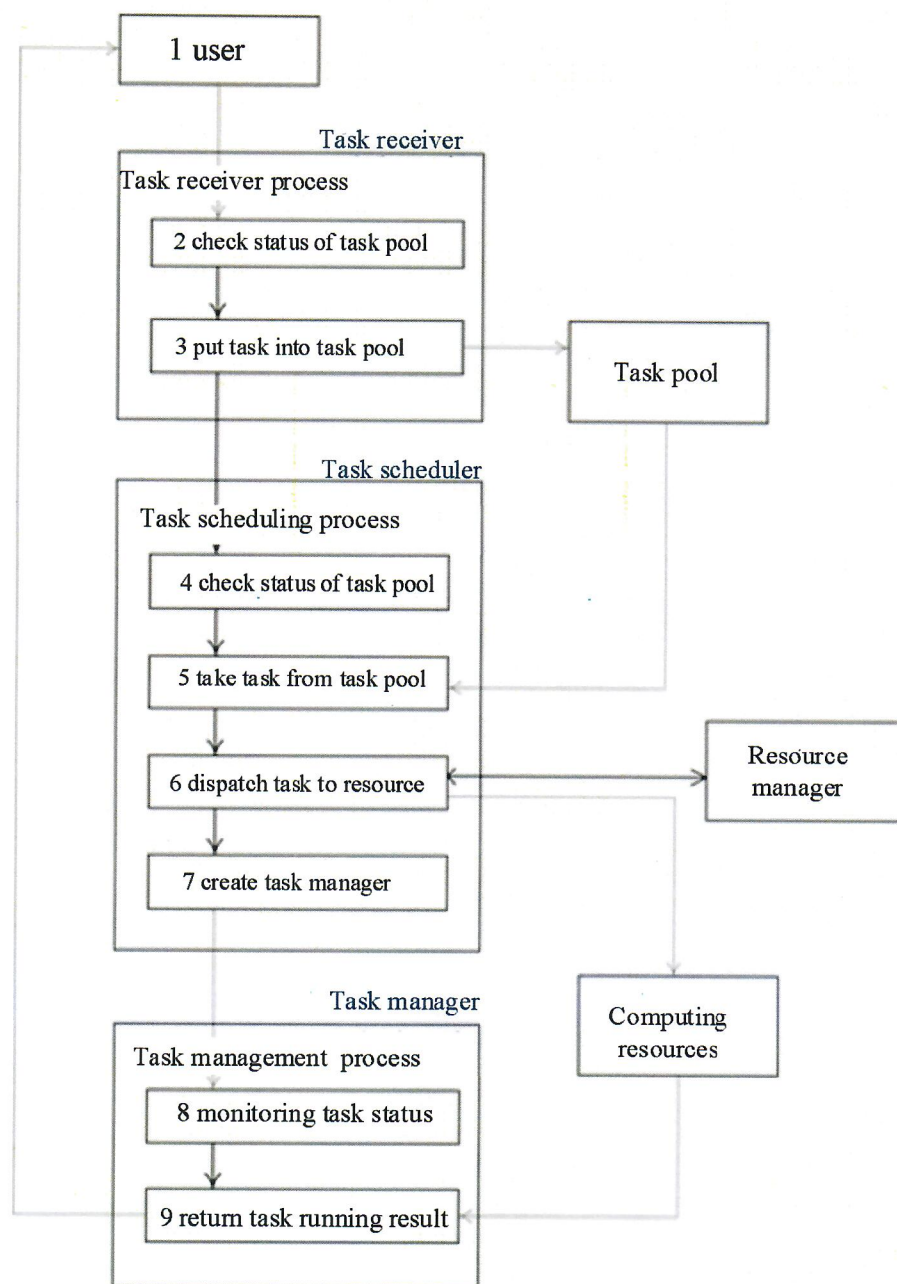 1 user
Task receiver
Task receiver process
2 check status of task pool
3 put task into task pool
Task pool
Task scheduler
Task scheduling process
4 check status of task pool
5 take task from task pool
6 dispatch task to resource
Resource
manager
7 create task manager
Task manager
Computing
resources
Task management process
8 monitoring task status
9 return task running result